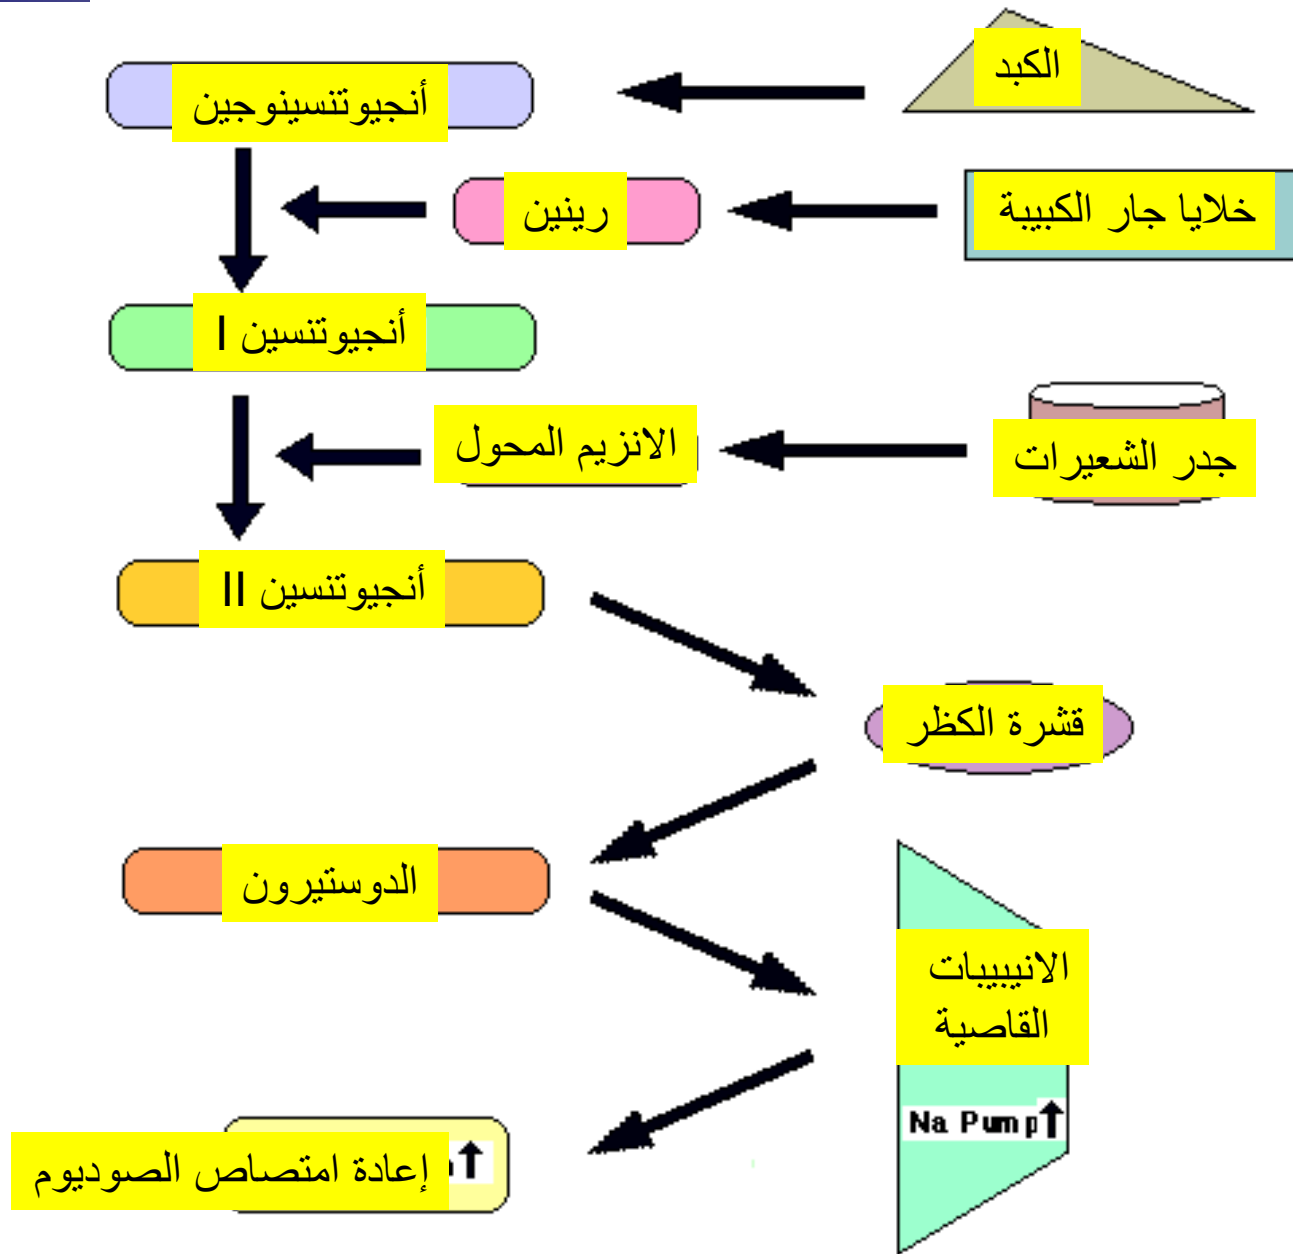 الكبد
أنجيوتنسينوجين
خلايا جار الكبيبة
رينين
أنجيوتنسين I
جدر الشعيرات
الانزيم المحول
أنجيوتنسين II
قشرة الكظر
الدوستيرون
الانيبيبات
القاصية
Na Pump↑
إعادة امتصاص الصوديوم
↑